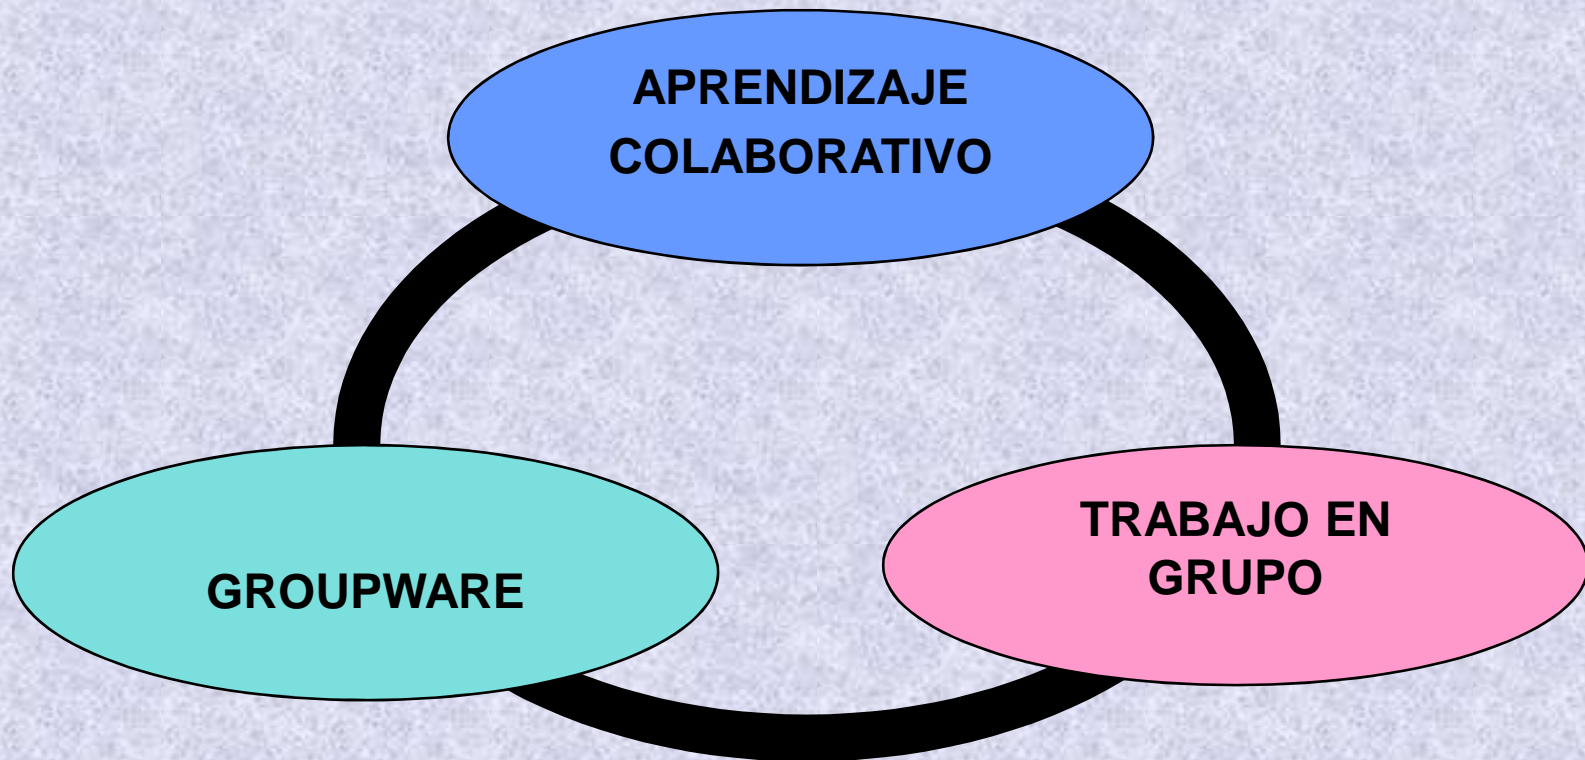 APRENDIZAJE
COLABORATIVO
GROUPWARE
TRABAJO EN
GRUPO